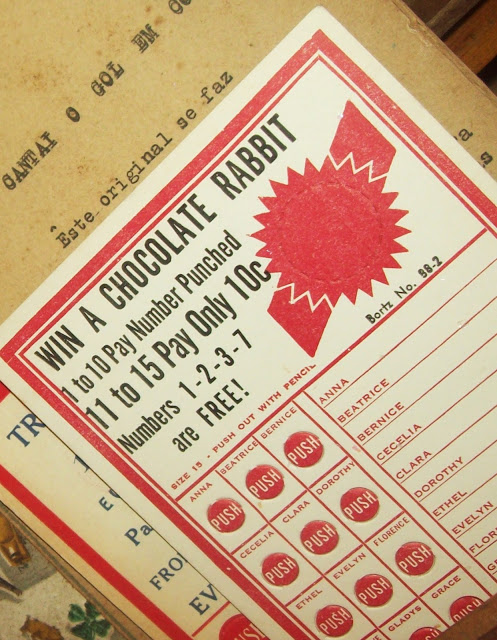 CANTAI O GOL EM
Este original se faz
WIN A CHOCOLATE RABBIT
1 to 10 Pay Number Punched
11 to 15 Pay Only 10c
Numbers 1-2-3-7
are FREE!
Bortz No. 98-2
SIZE 15 - PUSH OUT WITH PENCIL
ANNA BEATRICE BERNICE
PUSH PUSH PUSH
CECELIA CLARA DOROTHY
PUSH PUSH PUSH
ETHEL EVELYN FLORENCE
PUSH PUSH PUSH
GLADYS GRACE
ANNA
BEATRICE
BERNICE
CECELIA
CLARA
DOROTHY
ETHEL
EVELYN
TR
FRO
EV